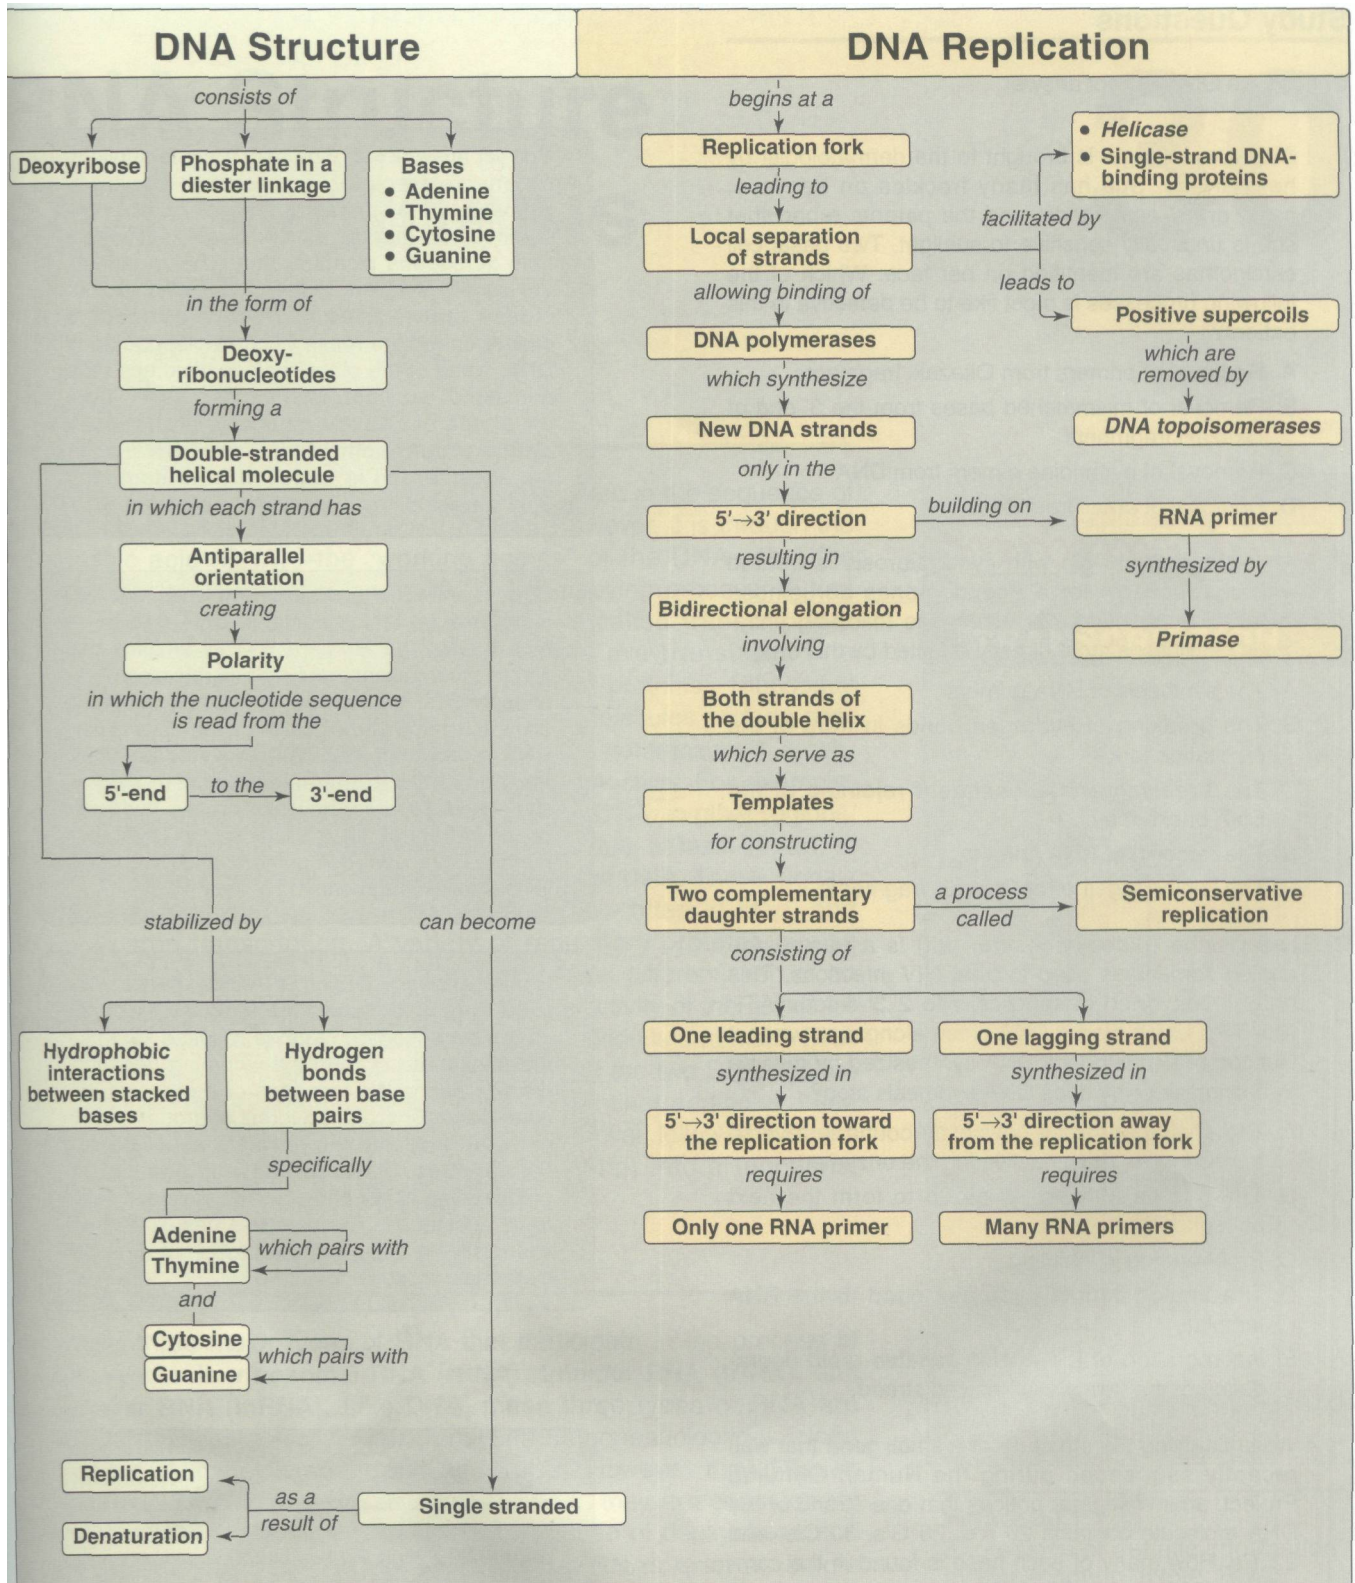 DNA Structure
consists of
Deoxyribose
Phosphate in a
diester linkage
Bases
• Adenine
• Thymine
• Cytosine
• Guanine
in the form of
Deoxy-
ribonucleotides
forming a
Double-stranded
helical molecule
in which each strand has
Antiparallel
orientation
creating
Polarity
in which the nucleotide sequence
is read from the
5'-end
to the
3'-end
stabilized by
can become
Hydrophobic
interactions
between stacked
bases
Hydrogen
bonds
between base
pairs
specifically
Adenine
which pairs with
Thymine
and
Cytosine
which pairs with
Guanine
Replication
Denaturation
as a
result of
Single stranded
DNA Replication
begins at a
Replication fork
leading to
Local separation
of strands
facilitated by
• Helicase
• Single-strand DNA-
binding proteins
leads to
Positive supercoils
which are
removed by
DNA topoisomerases
allowing binding of
DNA polymerases
which synthesize
New DNA strands
only in the
5'→3' direction
building on
RNA primer
synthesized by
Primase
resulting in
Bidirectional elongation
involving
Both strands of
the double helix
which serve as
Templates
for constructing
Two complementary
daughter strands
a process
called
Semiconservative
replication
consisting of
One leading strand
synthesized in
5'→3' direction toward
the replication fork
requires
Only one RNA primer
One lagging strand
synthesized in
5'→3' direction away
from the replication fork
requires
Many RNA primers